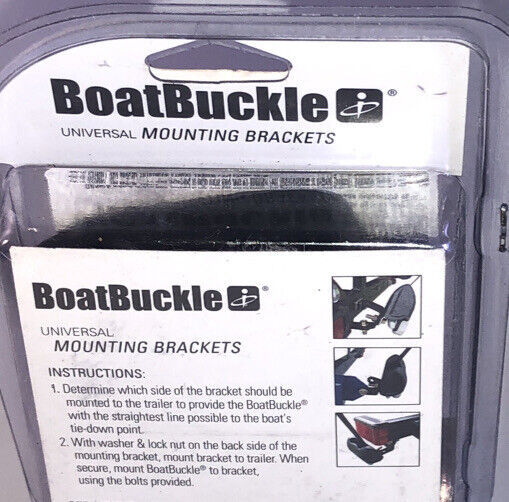 BoatBuckle®
UNIVERSAL MOUNTING BRACKETS
BoatBuckle®
UNIVERSAL
MOUNTING BRACKETS
INSTRUCTIONS:
1. Determine which side of the bracket should be
mounted to the trailer to provide the BoatBuckle®
with the straightest line possible to the boat's
tie-down point.
2. With washer & lock nut on the back side of the
mounting bracket, mount bracket to trailer. When
secure, mount BoatBuckle® to bracket,
using the bolts provided.